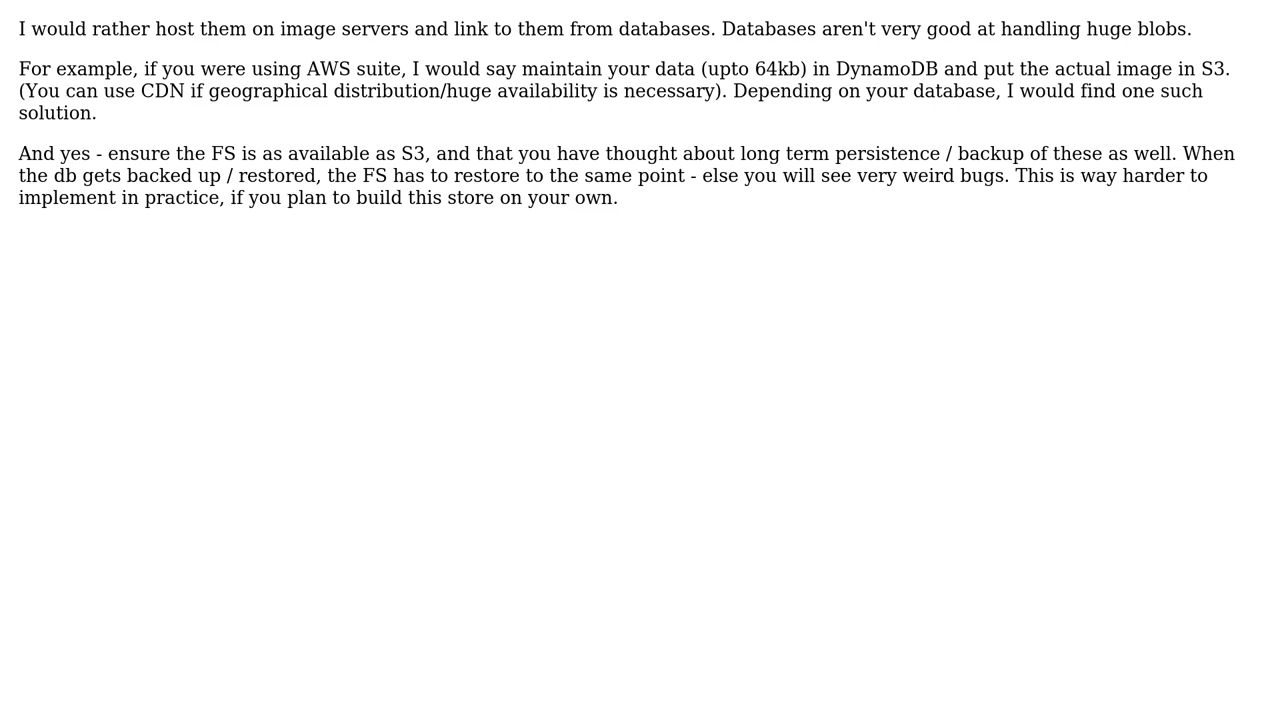 I would rather host them on image servers and link to them from databases. Databases aren't very good at handling huge blobs.
For example, if you were using AWS suite, I would say maintain your data (upto 64kb) in DynamoDB and put the actual image in S3.
(You can use CDN if geographical distribution/huge availability is necessary). Depending on your database, I would find one such
solution.
And yes - ensure the FS is as available as S3, and that you have thought about long term persistence / backup of these as well. When
the db gets backed up / restored, the FS has to restore to the same point - else you will see very weird bugs. This is way harder to
implement in practice, if you plan to build this store on your own.